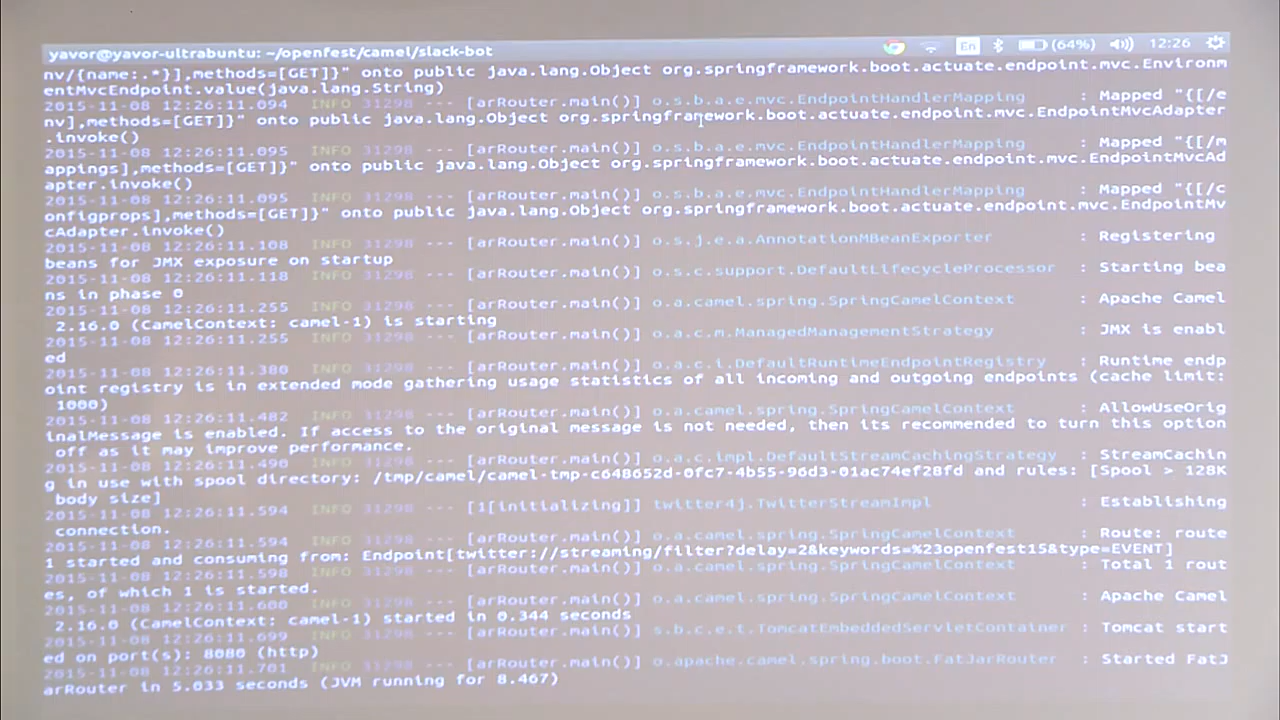 yavor@yavor-ultrabuntu: ~/openfest/camel/slack-bot En (64%) 12:26
nv/{name:.*}],methods=[GET]}" onto public java.lang.Object org.springframework.boot.actuate.endpoint.mvc.Environm
entMvcEndpoint.value(java.lang.String)
2015-11-08 12:26:11.094 INFO 31298 --- [arRouter.main()] o.s.b.a.e.mvc.EndpointHandlerMapping : Mapped "{[/e
nv],methods=[GET]}" onto public java.lang.Object org.springframework.boot.actuate.endpoint.mvc.EndpointMvcAdapter
.invoke()
2015-11-08 12:26:11.095 INFO 31298 --- [arRouter.main()] o.s.b.a.e.mvc.EndpointHandlerMapping : Mapped "{[/m
appings],methods=[GET]}" onto public java.lang.Object org.springframework.boot.actuate.endpoint.mvc.EndpointMvcAd
apter.invoke()
2015-11-08 12:26:11.095 INFO 31298 --- [arRouter.main()] o.s.b.a.e.mvc.EndpointHandlerMapping : Mapped "{[/c
onfigprops],methods=[GET]}" onto public java.lang.Object org.springframework.boot.actuate.endpoint.mvc.EndpointMv
cAdapter.invoke()
2015-11-08 12:26:11.108 INFO 31298 --- [arRouter.main()] o.s.j.e.a.AnnotationMBeanExporter : Registering
beans for JMX exposure on startup
2015-11-08 12:26:11.118 INFO 31298 --- [arRouter.main()] o.s.c.support.DefaultLifecycleProcessor : Starting bea
ns in phase 0
2015-11-08 12:26:11.255 INFO 31298 --- [arRouter.main()] o.a.camel.spring.SpringCamelContext : Apache Camel
2.16.0 (CamelContext: camel-1) is starting
2015-11-08 12:26:11.255 INFO 31298 --- [arRouter.main()] o.a.c.m.ManagedManagementStrategy : JMX is enabl
ed
2015-11-08 12:26:11.380 INFO 31298 --- [arRouter.main()] o.a.c.i.DefaultRuntimeEndpointRegistry : Runtime endp
oint registry is in extended mode gathering usage statistics of all incoming and outgoing endpoints (cache limit:
1000)
2015-11-08 12:26:11.482 INFO 31298 --- [arRouter.main()] o.a.camel.spring.SpringCamelContext : AllowUseOrig
inalMessage is enabled. If access to the original message is not needed, then its recommended to turn this option
off as it may improve performance.
2015-11-08 12:26:11.490 INFO 31298 --- [arRouter.main()] o.a.c.impl.DefaultStreamCachingStrategy : StreamCachin
g in use with spool directory: /tmp/camel/camel-tmp-c648652d-0fc7-4b55-96d3-01ac74ef28fd and rules: [Spool > 128K
body size]
2015-11-08 12:26:11.594 INFO 31298 --- [1[initializing]] twitter4j.TwitterStreamImpl : Establishing
connection.
2015-11-08 12:26:11.594 INFO 31298 --- [arRouter.main()] o.a.camel.spring.SpringCamelContext : Route: route
1 started and consuming from: Endpoint[twitter://streaming/filter?delay=2&keywords=%23openfest15&type=EVENT]
2015-11-08 12:26:11.598 INFO 31298 --- [arRouter.main()] o.a.camel.spring.SpringCamelContext : Total 1 rout
es, of which 1 is started.
2015-11-08 12:26:11.600 INFO 31298 --- [arRouter.main()] o.a.camel.spring.SpringCamelContext : Apache Camel
2.16.0 (CamelContext: camel-1) started in 0.344 seconds
2015-11-08 12:26:11.699 INFO 31298 --- [arRouter.main()] s.b.c.e.t.TomcatEmbeddedServletContainer : Tomcat start
ed on port(s): 8080 (http)
2015-11-08 12:26:11.701 INFO 31298 --- [arRouter.main()] o.apache.camel.spring.boot.FatJarRouter : Started FatJ
arRouter in 5.033 seconds (JVM running for 8.467)